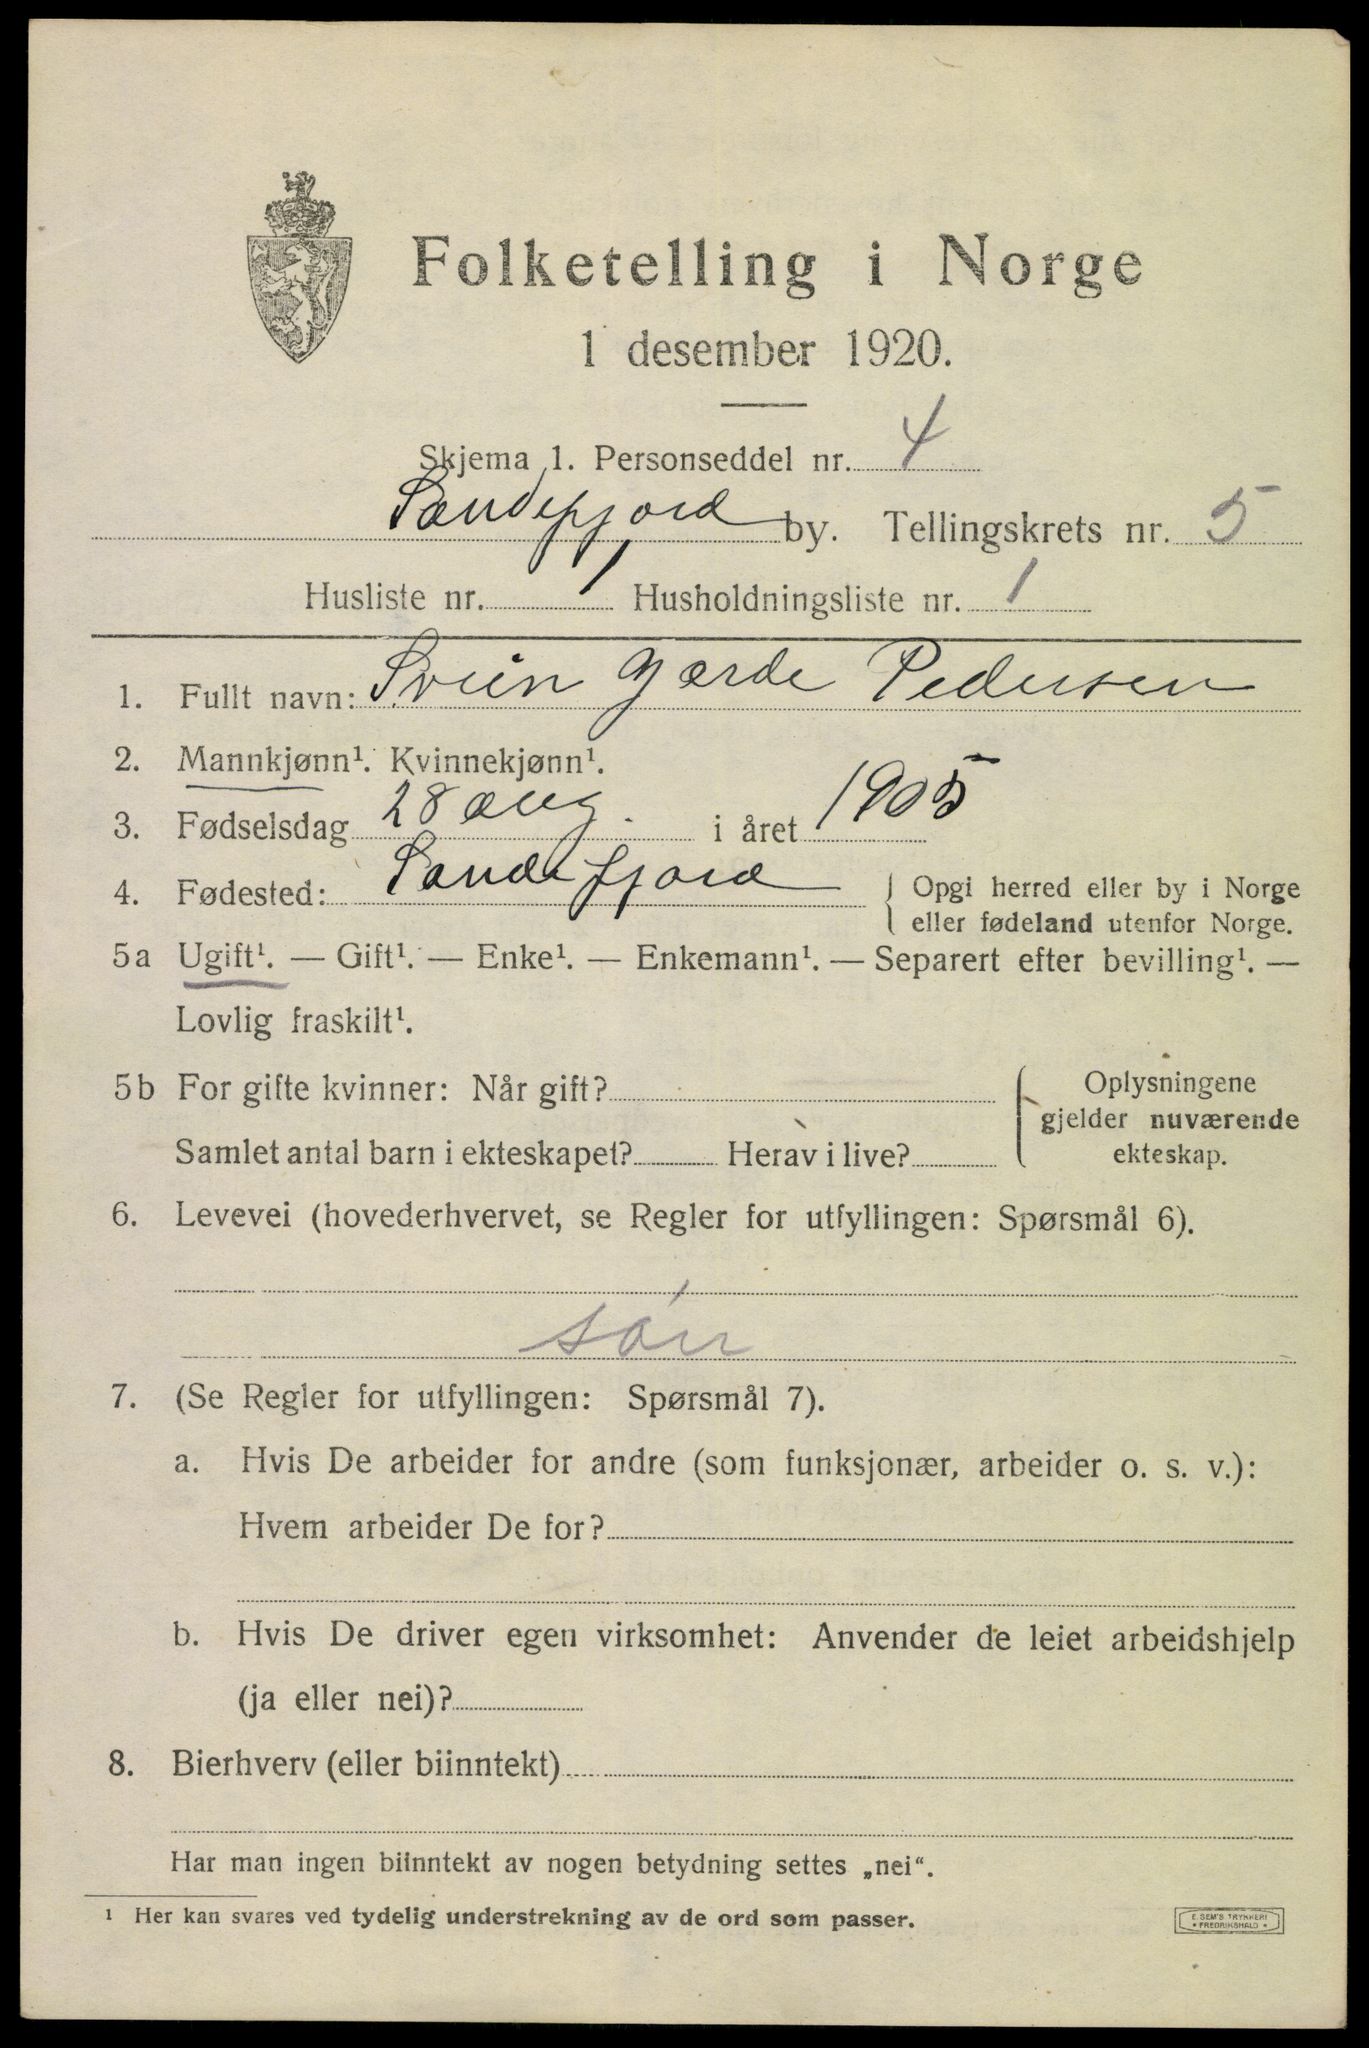 Folketelling i Norge
1 desember 1920.
Skjema 1. Personseddel nr. 4
Sandefjord by. Tellingskrets nr. 5
Husliste nr. 1 Husholdningsliste nr. 1
1. Fullt navn: Svein Gjærde Pedersen
2. Mannkjønn¹. Kvinnekjønn¹.
3. Fødselsdag 28 aug. i året 1905
4. Fødested: Sandefjord { Opgi herred eller by i Norge
eller fødeland utenfor Norge.
5a Ugift¹. — Gift¹. — Enke¹. — Enkemann¹. — Separert efter bevilling¹. —
Lovlig fraskilt¹.
5b For gifte kvinner: Når gift?
Samlet antal barn i ekteskapet? Herav i live?
{ Oplysningene
gjelder nuværende
ekteskap.
6. Levevei (hovederhvervet, se Regler for utfyllingen: Spørsmål 6).
són
7. (Se Regler for utfyllingen: Spørsmål 7).
a. Hvis De arbeider for andre (som funksjonær, arbeider o. s. v.):
Hvem arbeider De for?
b. Hvis De driver egen virksomhet: Anvender de leiet arbeidshjelp
(ja eller nei)?
8. Bierhverv (eller biinntekt)
Har man ingen biinntekt av nogen betydning settes „nei“.
¹ Her kan svares ved tydelig understrekning av de ord som passer.
E. SEM'S TRYKKERI
* FREDRIKSHALD *